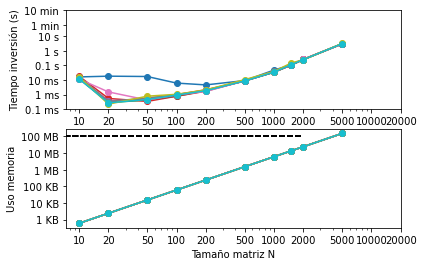 Tiempo inversión (s)
10 min
1 min
10 s
1 s
0.1 s
10 ms
1 ms
0.1 ms
10 20 50 100 200 500 1000 2000 5000 10000 20000
Uso memoria
100 MB
10 MB
1 MB
100 KB
10 KB
1 KB
10 20 50 100 200 500 1000 2000 5000 10000 20000
Tamaño matriz N